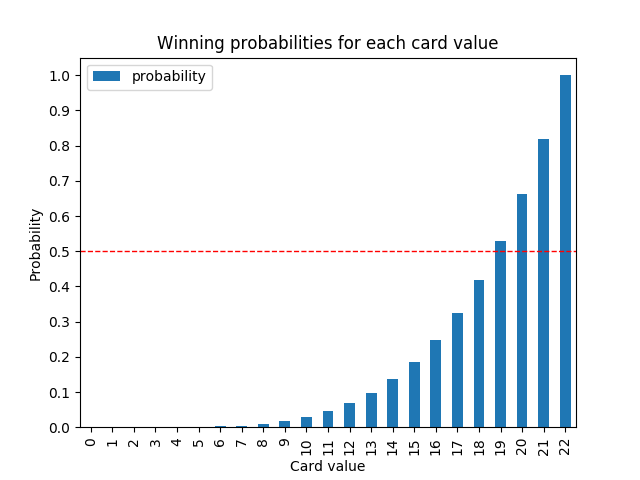 Winning probabilities for each card value
probability
Probability
1.0
0.9
0.8
0.7
0.6
0.5
0.4
0.3
0.2
0.1
0.0
0 1 2 3 4 5 6 7 8 9 10 11 12 13 14 15 16 17 18 19 20 21 22
Card value